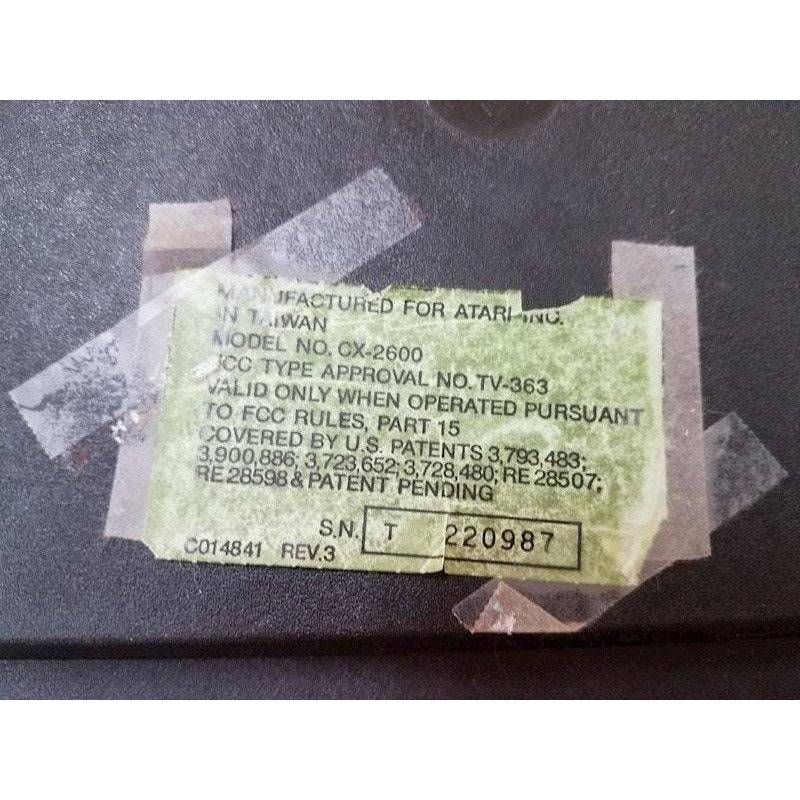 MANUFACTURED FOR ATARI INC.
IN TAIWAN
MODEL NO. CX-2600
FCC TYPE APPROVAL NO. TV-363
VALID ONLY WHEN OPERATED PURSUANT
TO FCC RULES, PART 15
COVERED BY U.S. PATENTS 3,793,483;
3,900,886; 3,723,652; 3,728,480; RE 28507;
RE 28598 & PATENT PENDING
S.N. T 220987
C014841 REV.3